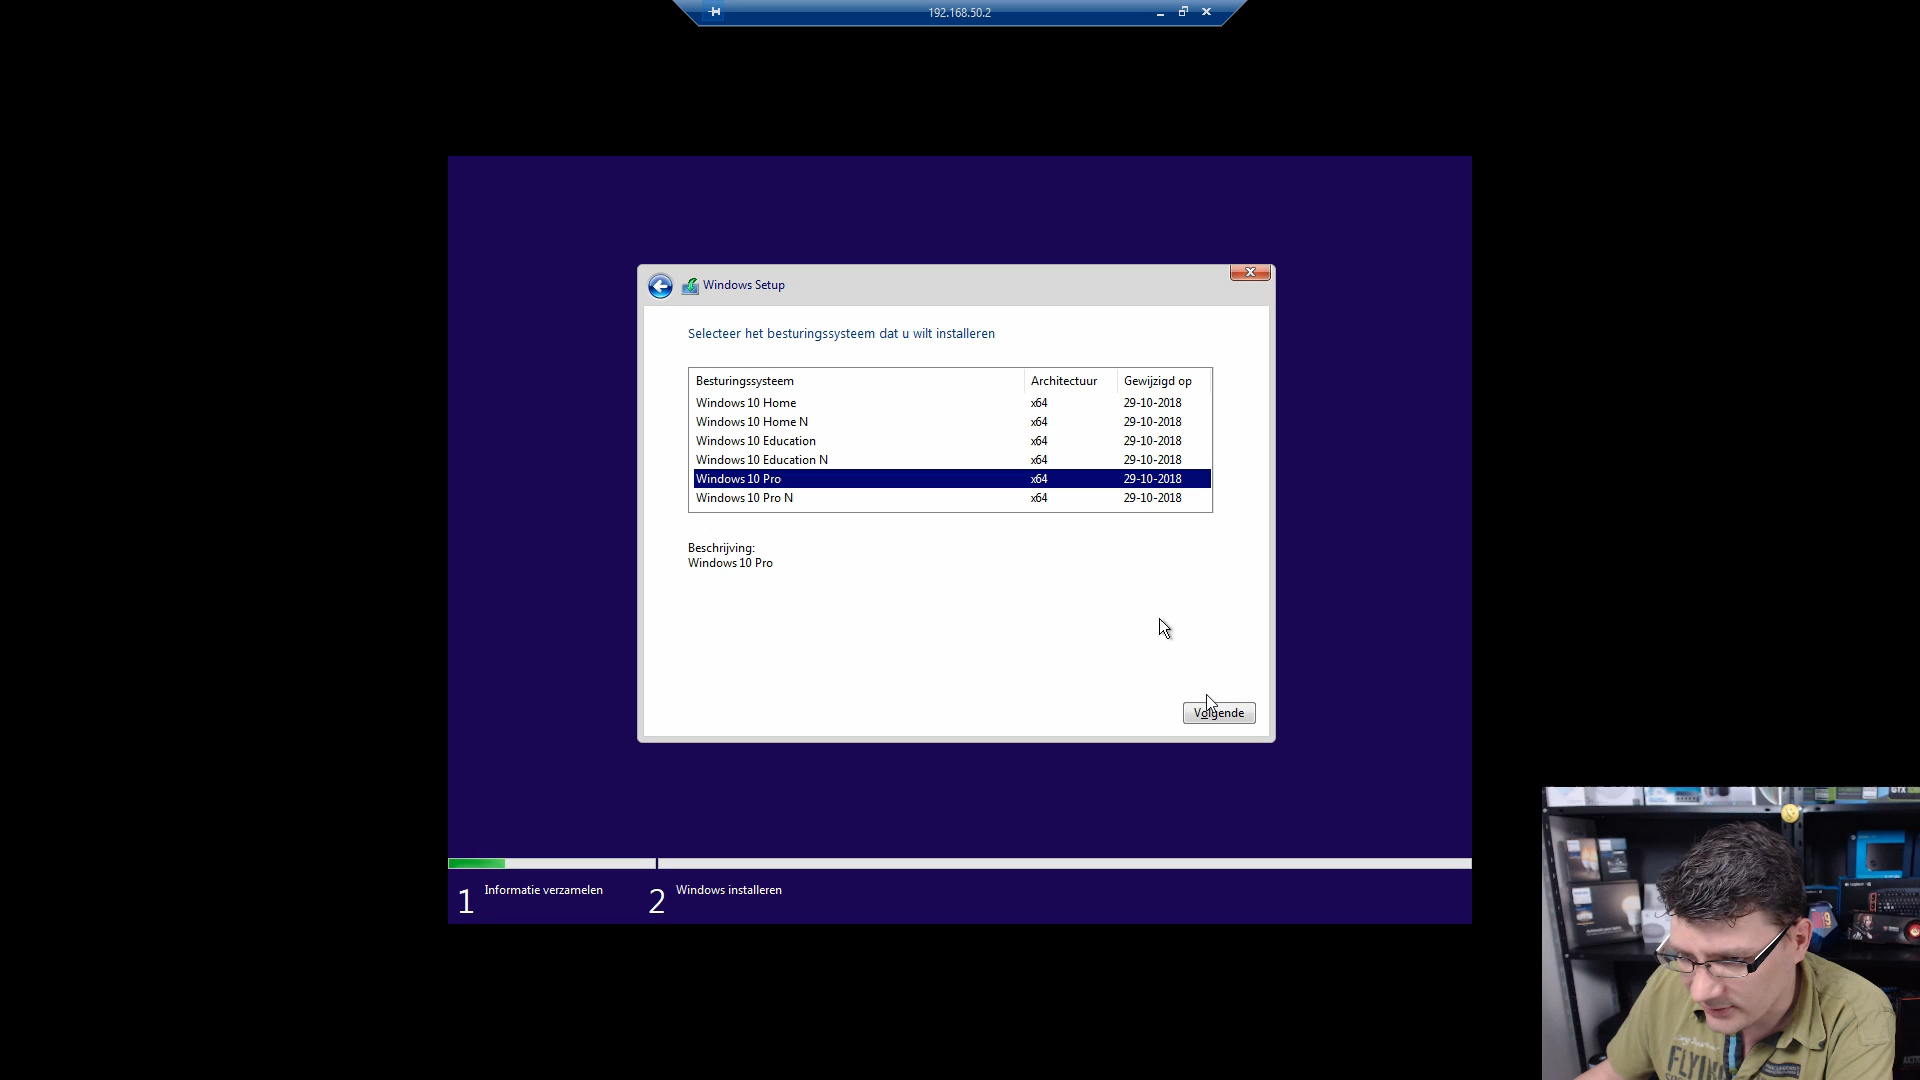 192.168.50.2
Windows Setup
Selecteer het besturingssysteem dat u wilt installeren
Besturingssysteem Architectuur Gewijzigd op
Windows 10 Home x64 29-10-2018
Windows 10 Home N x64 29-10-2018
Windows 10 Education x64 29-10-2018
Windows 10 Education N x64 29-10-2018
Windows 10 Pro x64 29-10-2018
Windows 10 Pro N x64 29-10-2018
Beschrijving:
Windows 10 Pro
Volgende
1 Informatie verzamelen 2 Windows installeren
GTX
FLYIN